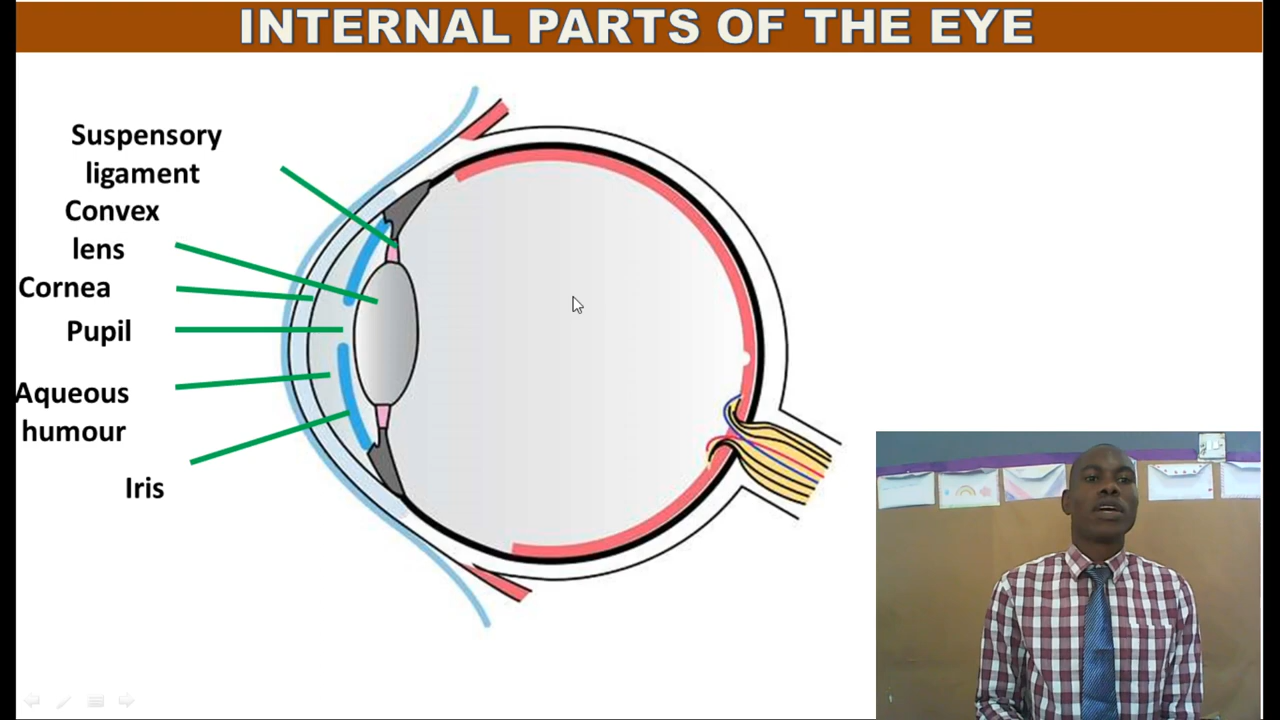 INTERNAL PARTS OF THE EYE
Suspensory
ligament
Convex
lens
Cornea
Pupil
Aqueous
humour
Iris